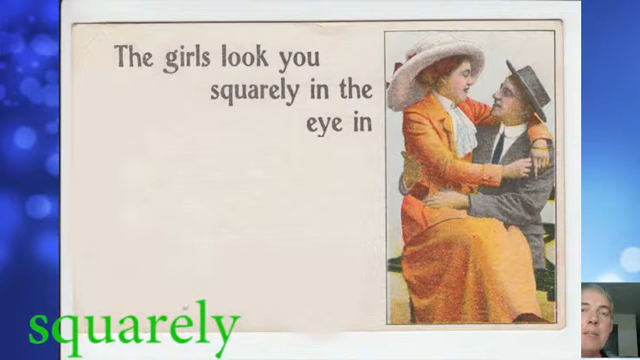 The girls look you
squarely in the
eye in
squarely